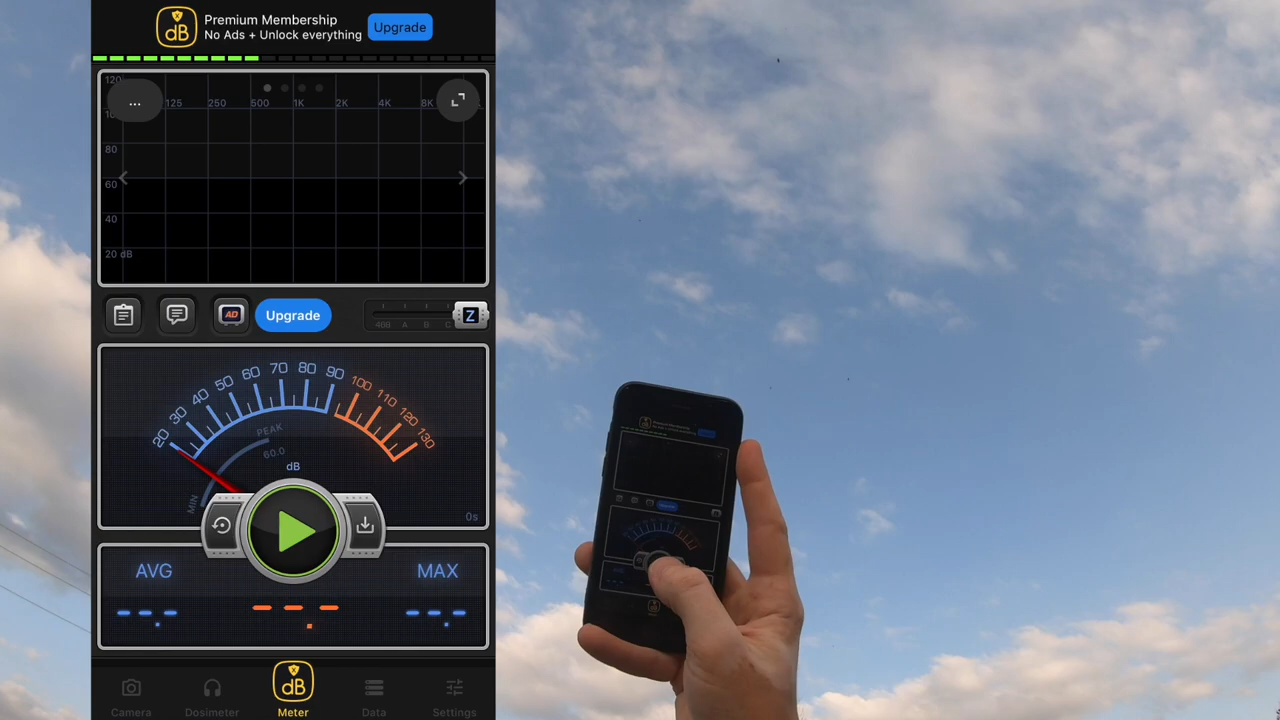 dB
Premium Membership
No Ads + Unlock everything
Upgrade
120
125 250 500 1K 2K 4K 8K
...
80
60
40
20 dB
AD
Upgrade
468 A B C Z
20 30 40 50 60 70 80 90 100 110 120 130
PEAK
60.0
MIN
dB
0s
AVG
MAX
--.- --.- --.-
dB
Camera Dosimeter Meter Data Settings